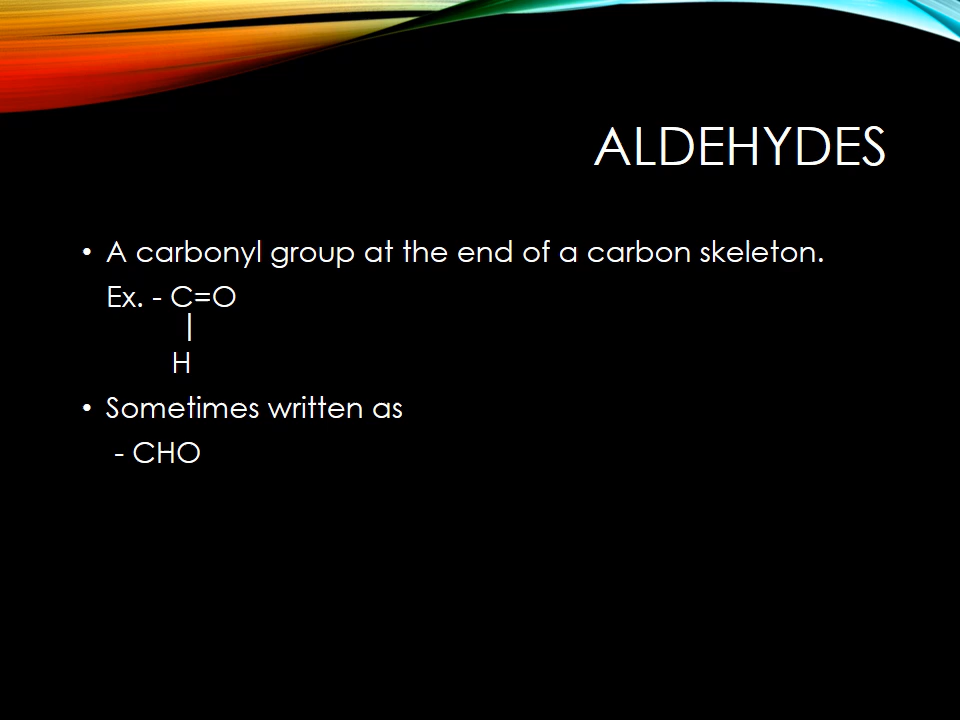 ALDEHYDES
• A carbonyl group at the end of a carbon skeleton.
Ex. - C=O
|
H
• Sometimes written as
- CHO